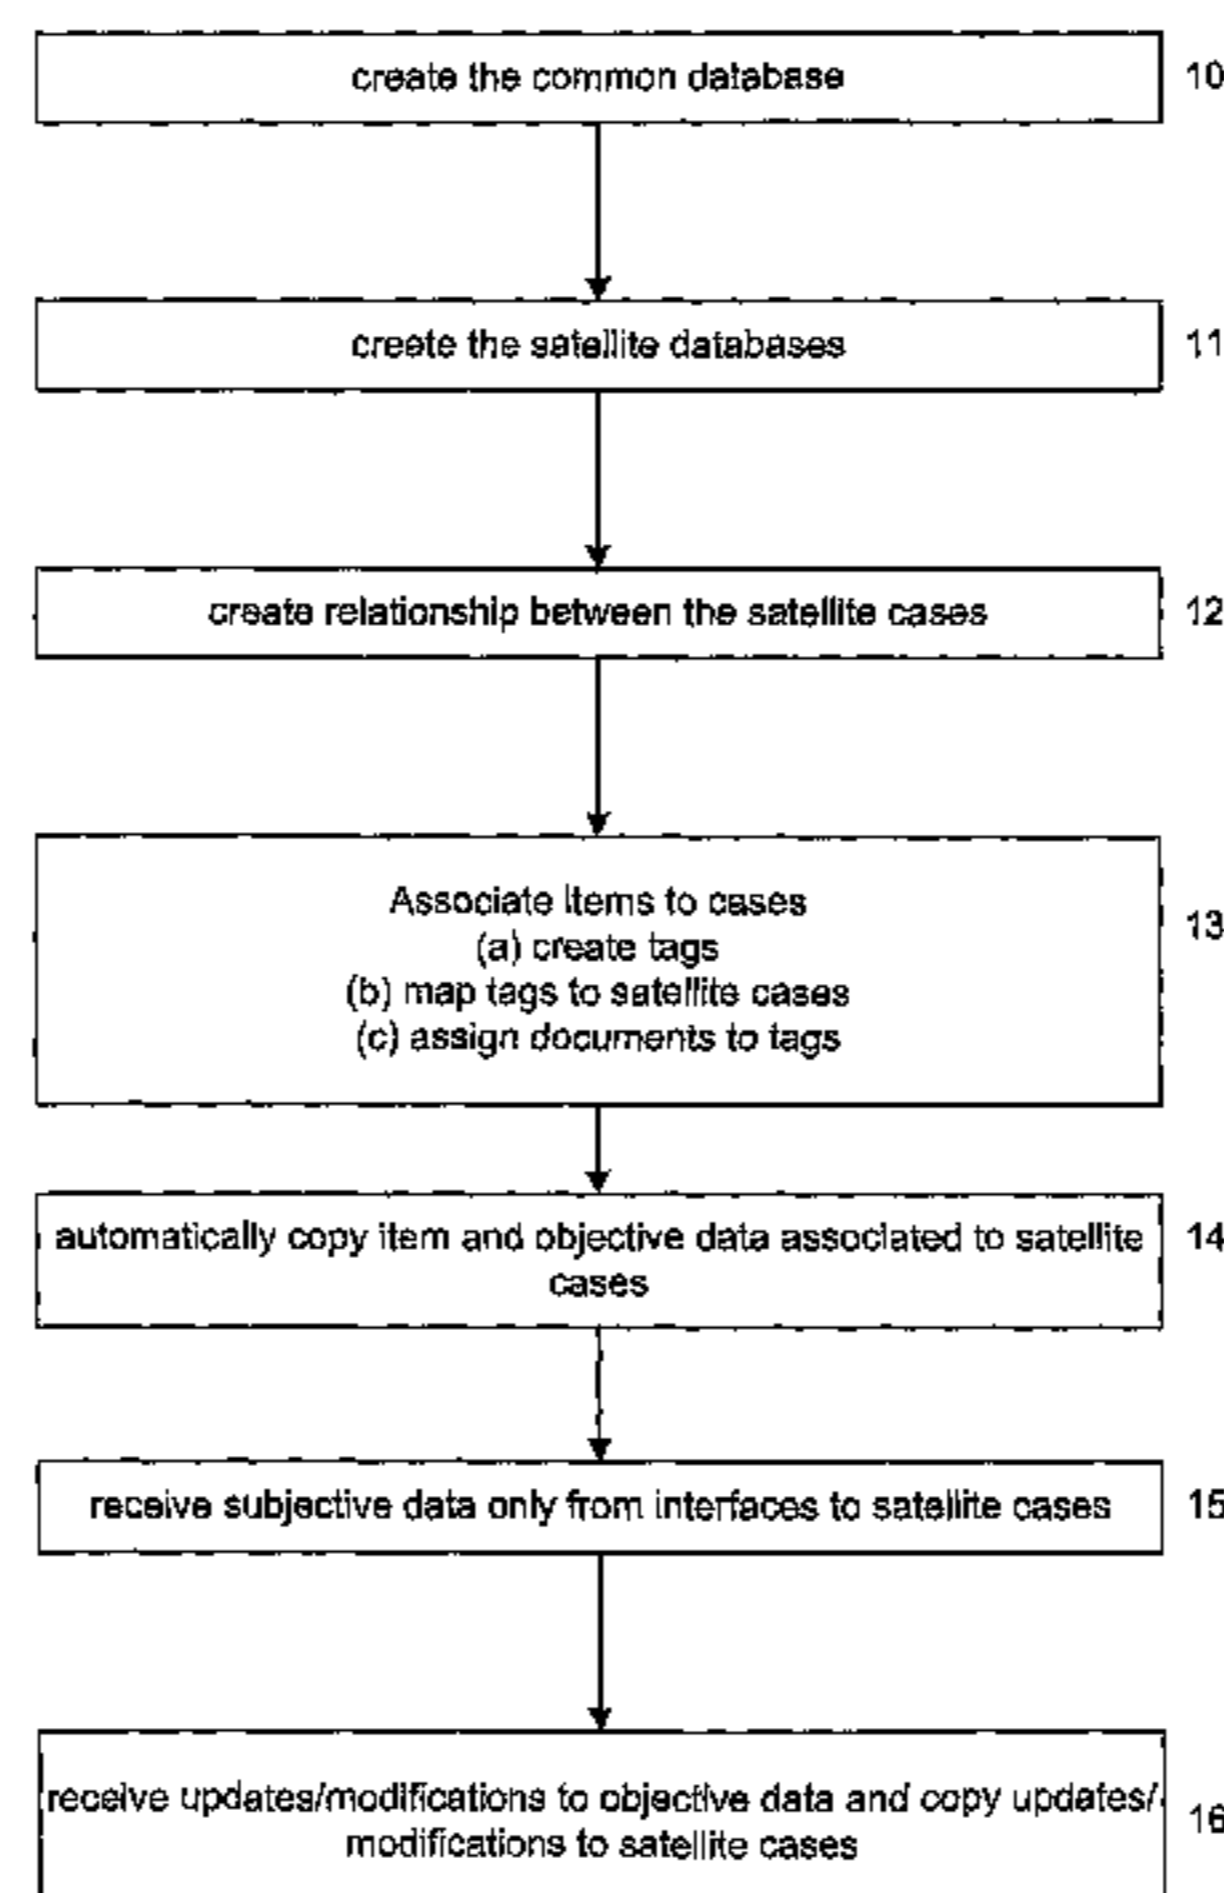 create the common database 10
create the satellite databases 11
create relationship between the satellite cases 12
Associate items to cases
(a) create tags
13
(b) map tags to satellite cases
(c) assign documents to tags
automatically copy item and objective data associated to satellite 14
cases
receive subjective data only from interfaces to satellite cases 15
receive updates/modifications to objective data and copy updates/
modifications to satellite cases
16